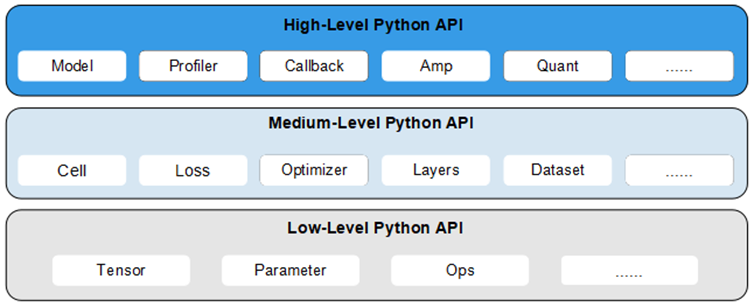 High-Level Python API
Model Profiler Callback Amp Quant ......
Medium-Level Python API
Cell Loss Optimizer Layers Dataset ......
Low-Level Python API
Tensor Parameter Ops ......